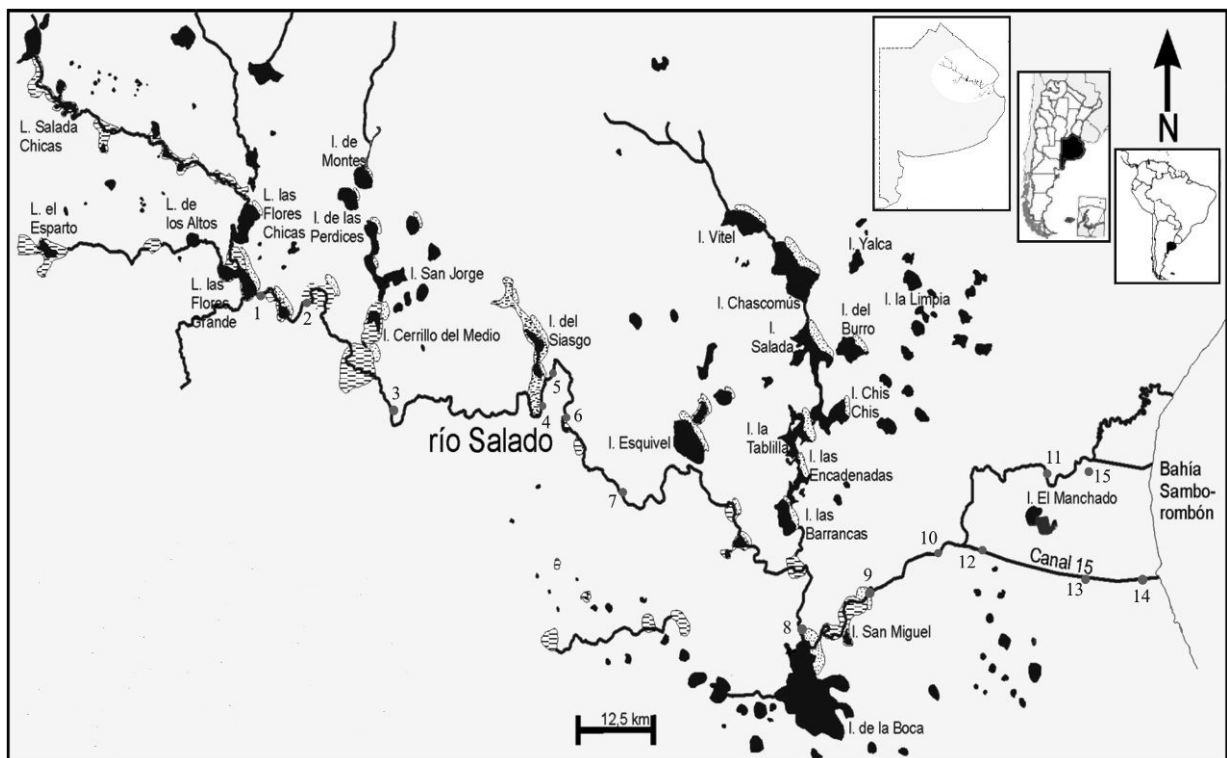 N
L. Salada
Chicas
l. de
Montes
L. el
Esparto
L. de
los Altos
L. las
Flores
Chicas
l. de las
Perdices
l. San Jorge
L. las
Flores
Grande
1
2
l. Cerrillo del Medio
3
río Salado
l. del
Siasgo
4
5
6
7
l. Esquivel
l. Vitel
l. Chascomús
l. Yalca
l. la Limpia
l. del
Burro
l.
Salada
l. Chis
Chis
l. la
Tablilla
l. las
Encadenadas
l. las
Barrancas
8
9
10
11
12
13
14
15
l. San Miguel
l. de la Boca
l. El Manchado
Canal 15
Bahía
Sambo-
rombón
12,5 km